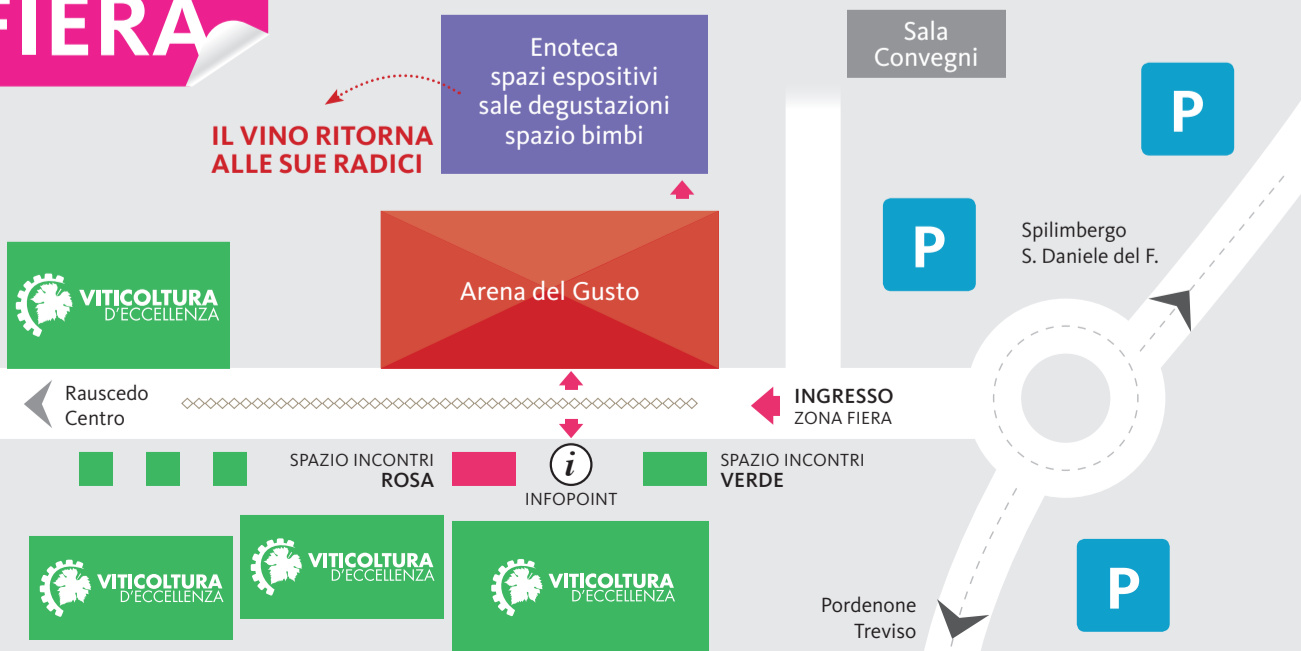 FIERA
Enoteca
spazi espositivi
sale degustazioni
spazio bimbi
Sala
Convegni
P
IL VINO RITORNA
ALLE SUE RADICI
P
Spilimbergo
S. Daniele del F.
VITICOLTURA
D'ECCELLENZA
Arena del Gusto
Rauscedo
Centro
INGRESSO
ZONA FIERA
SPAZIO INCONTRI
ROSA
i
INFOPOINT
SPAZIO INCONTRI
VERDE
VITICOLTURA
D'ECCELLENZA
VITICOLTURA
D'ECCELLENZA
VITICOLTURA
D'ECCELLENZA
Pordenone
Treviso
P